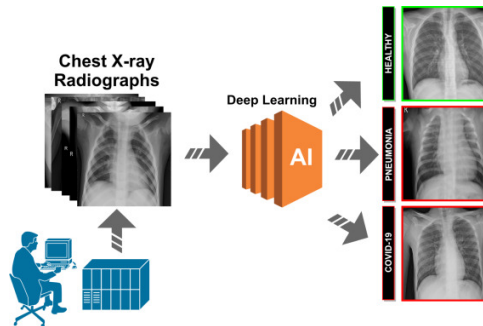 Chest X-ray
Radiographs
R
R
Deep Learning
AI
HEALTHY
PNEUMONIA
R
COVID-19